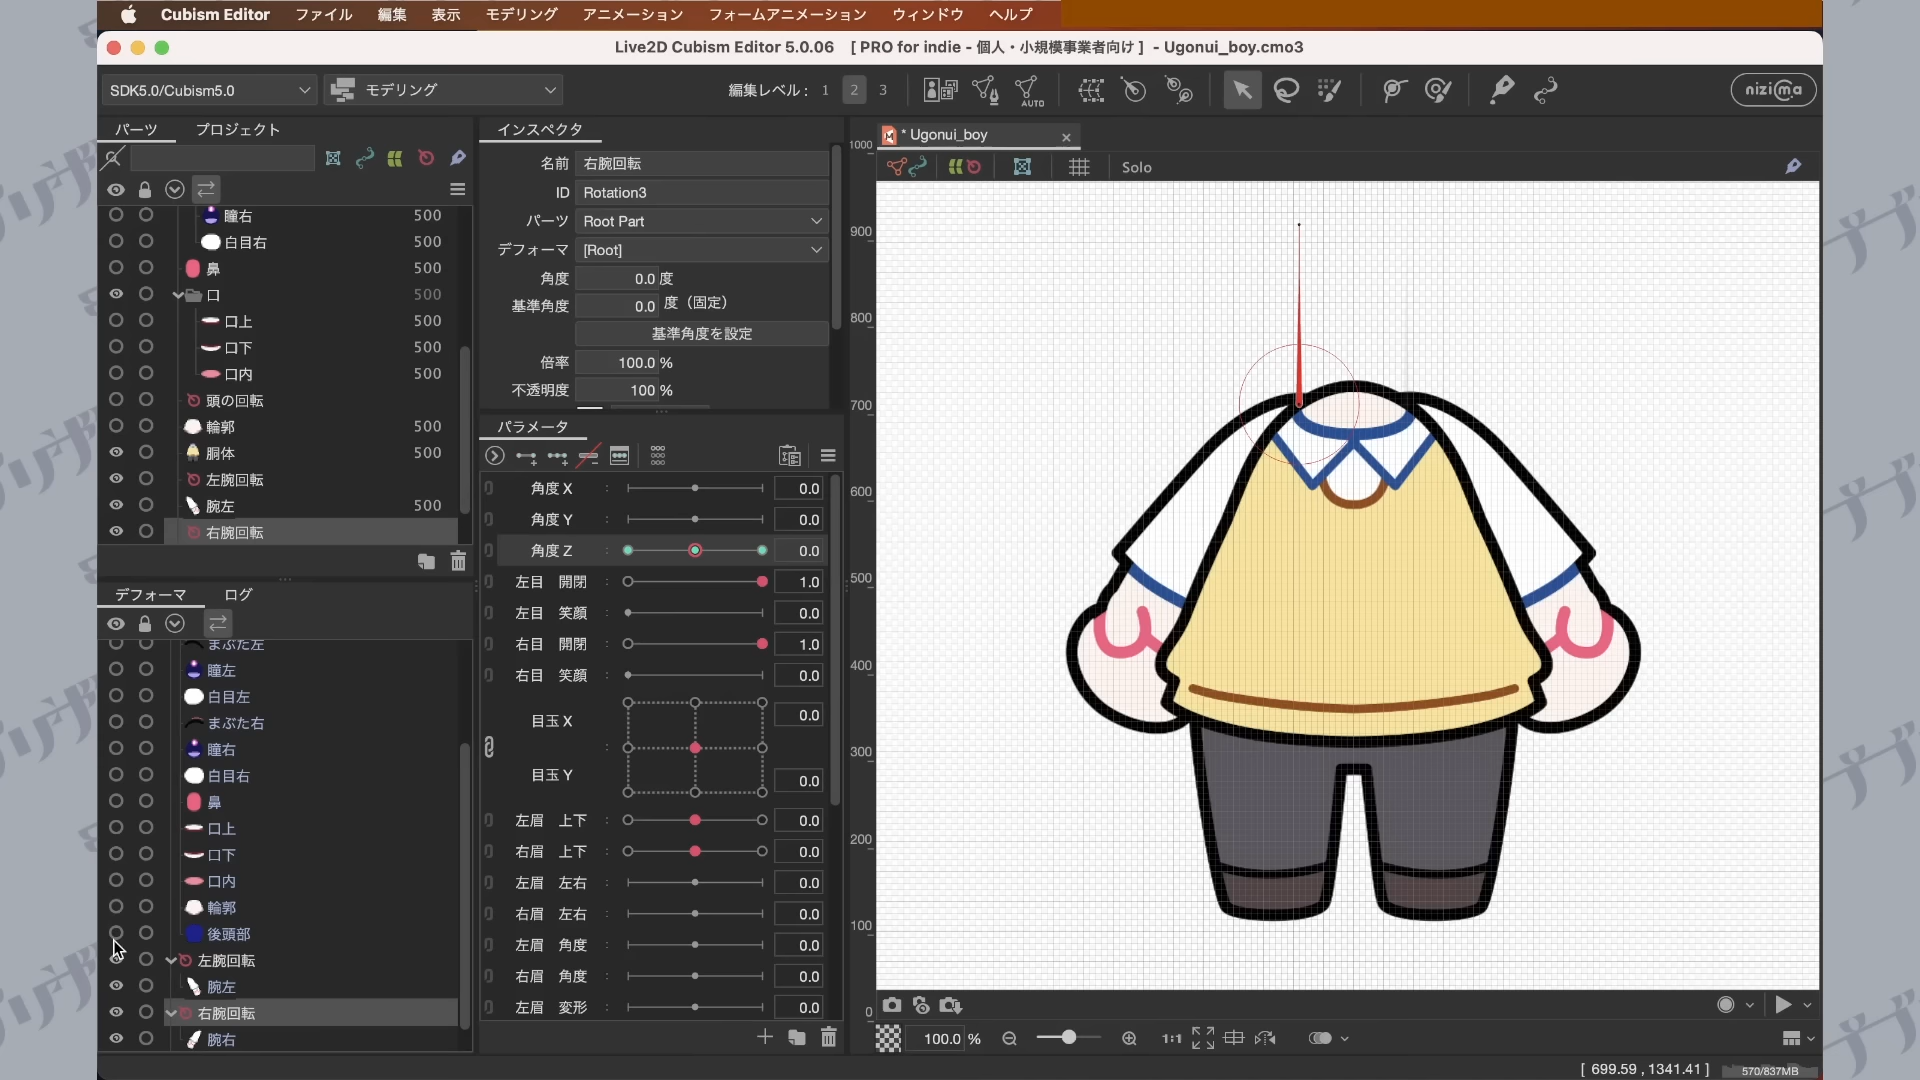 Cubism Editor ファイル 編集 表示 モデリング アニメーション フォームアニメーション ウィンドウ ヘルプ
Live2D Cubism Editor 5.0.06 [ PRO for indie - 個人・小規模事業者向け ] - Ugonui_boy.cmo3
SDK5.0/Cubism5.0 モデリング 編集レベル : 1 2 3 AUTO nizima
パーツ プロジェクト
瞳右 500
白目右 500
鼻 500
口 500
口上 500
口下 500
口内 500
頭の回転
輪郭 500
胴体 500
左腕回転
腕左 500
右腕回転
デフォーマ ログ
まぶた左
瞳左
白目左
まぶた右
瞳右
白目右
鼻
口上
口下
口内
輪郭
後頭部
左腕回転
腕左
右腕回転
腕右
インスペクタ
名前 右腕回転
ID Rotation3
パーツ Root Part
デフォーマ [Root]
角度 0.0 度
基準角度 0.0 度（固定）
基準角度を設定
倍率 100.0 %
不透明度 100 %
パラメータ
角度 X : 0.0
角度 Y : 0.0
角度 Z : 0.0
左目 開閉 : 1.0
左目 笑顔 : 0.0
右目 開閉 : 1.0
右目 笑顔 : 0.0
目玉 X 0.0
:
目玉 Y 0.0
左眉 上下 : 0.0
右眉 上下 : 0.0
左眉 左右 : 0.0
右眉 左右 : 0.0
左眉 角度 : 0.0
右眉 角度 : 0.0
左眉 変形 : 0.0
* Ugonui_boy
Solo
1000
900
800
700
600
500
400
300
200
100
0
100.0 % 1:1
[ 699.59 , 1341.41 ] 570/837MB